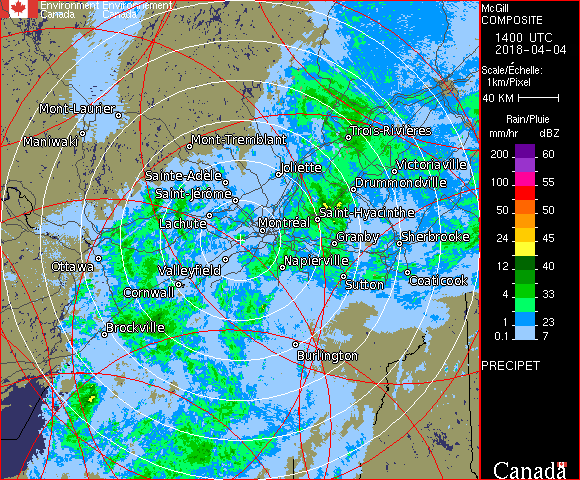 Environment Environnement
Canada Canada
McGill
COMPOSITE
1400 UTC
2018-04-04
Scale/Échelle:
1km/Pixel
40 KM
Rain/Pluie
mm/hr dBZ
200 60
100 55
50 50
24 45
12 40
4 33
1 23
0.1 7
PRECIPET
Canada
Mont-Laurier
Maniwaki
Mont-Tremblant
Trois-Rivières
Joliette
Victoriaville
Sainte-Adèle
Drummondville
Saint-Jérôme
Saint-Hyacinthe
Lachute
Montréal
Granby
Sherbrooke
Ottawa
Valleyfield
Napierville
Coaticook
Sutton
Cornwall
Brockville
Burlington